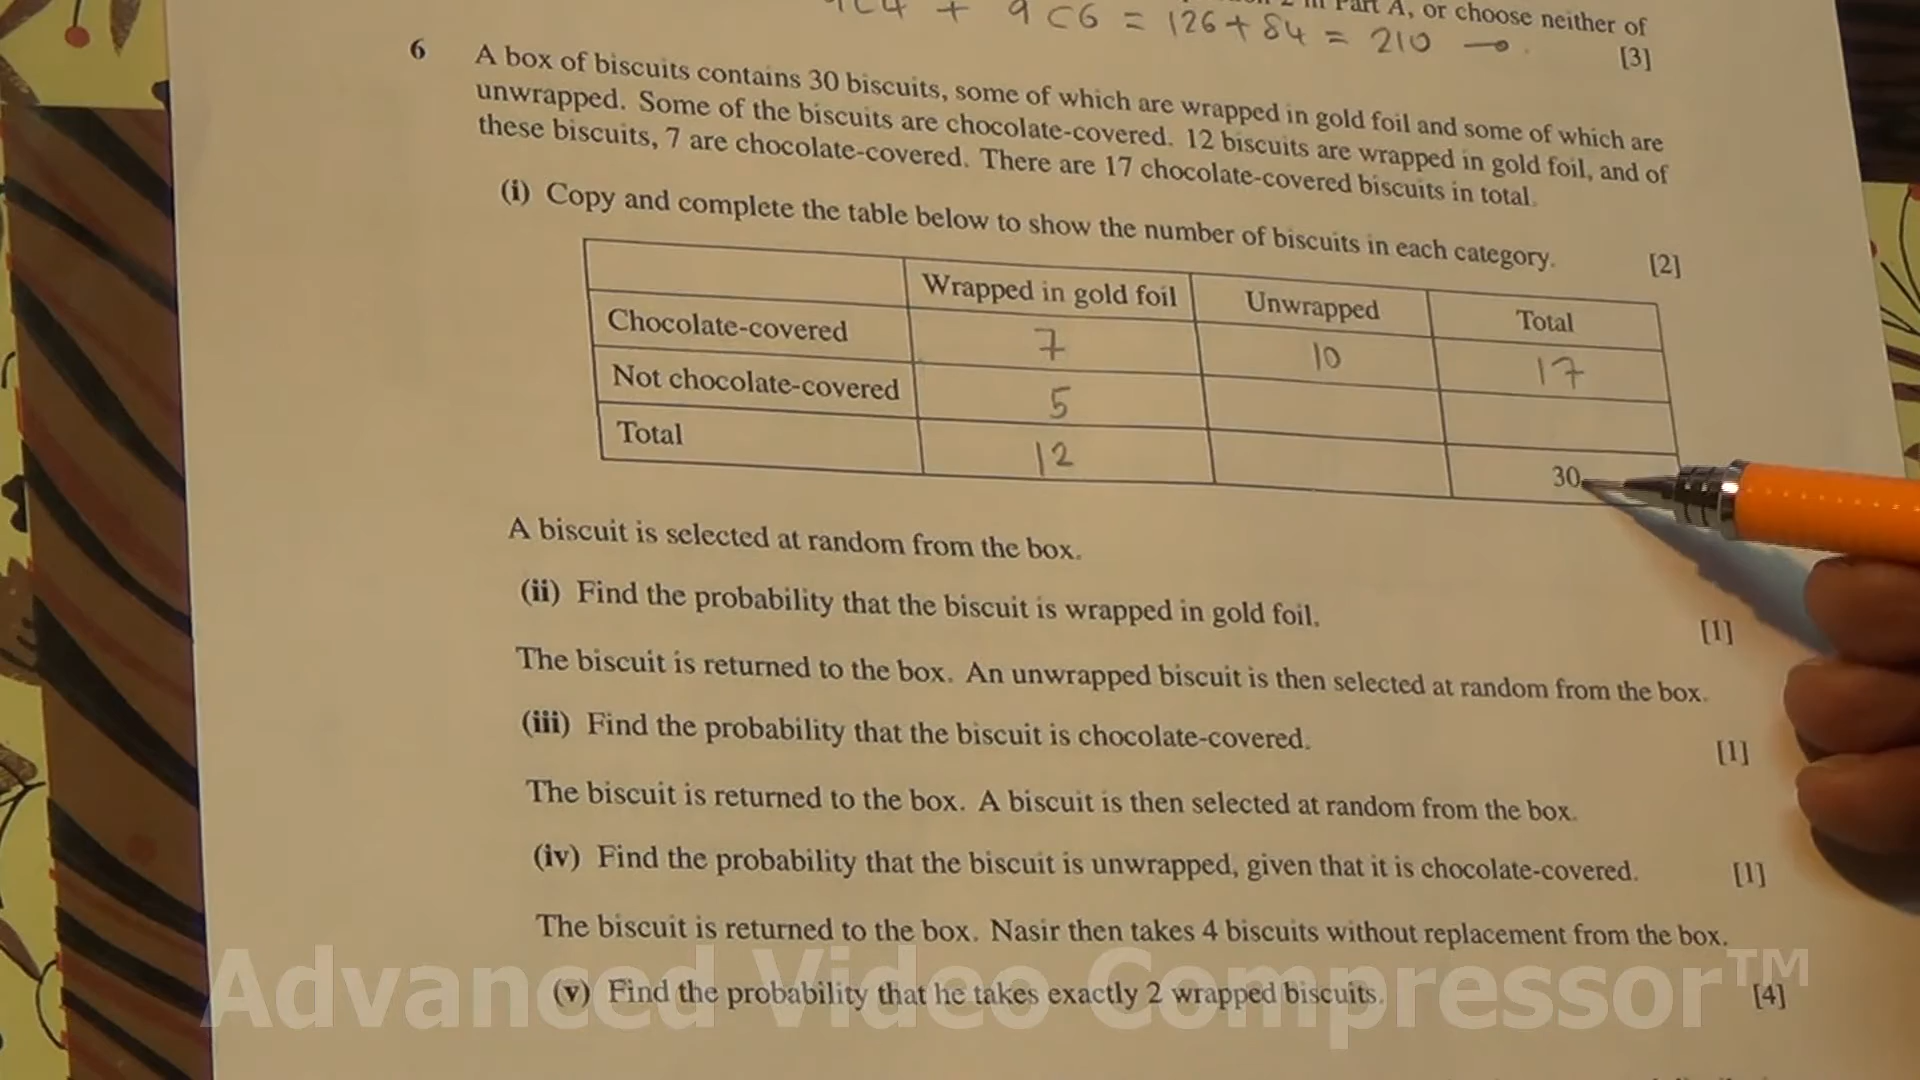 9C4 + 9C6 = 126 + 84 = 210
in Part A, or choose neither of
[3]
6 A box of biscuits contains 30 biscuits, some of which are wrapped in gold foil and some of which are
unwrapped. Some of the biscuits are chocolate-covered. 12 biscuits are wrapped in gold foil, and of
these biscuits, 7 are chocolate-covered. There are 17 chocolate-covered biscuits in total.
(i) Copy and complete the table below to show the number of biscuits in each category. [2]
Wrapped in gold foil Unwrapped Total
Chocolate-covered 7 10 17
Not chocolate-covered 5
Total 12 30
A biscuit is selected at random from the box.
(ii) Find the probability that the biscuit is wrapped in gold foil. [1]
The biscuit is returned to the box. An unwrapped biscuit is then selected at random from the box.
(iii) Find the probability that the biscuit is chocolate-covered. [1]
The biscuit is returned to the box. A biscuit is then selected at random from the box.
(iv) Find the probability that the biscuit is unwrapped, given that it is chocolate-covered. [1]
The biscuit is returned to the box. Nasir then takes 4 biscuits without replacement from the box.
(v) Find the probability that he takes exactly 2 wrapped biscuits. [4]
Advanced Video Compressor™